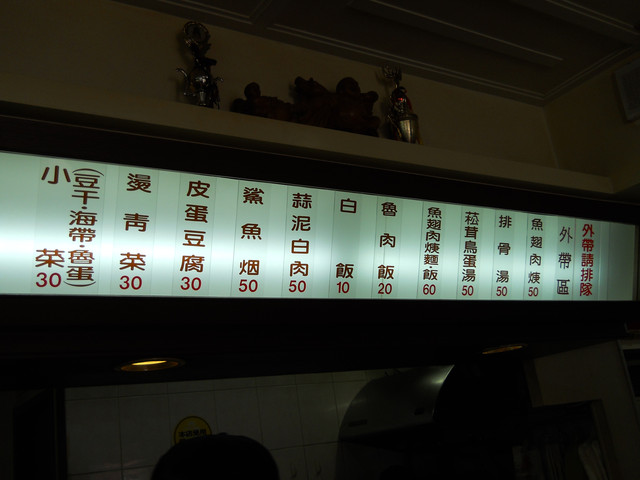 外帶請排隊
外帶區
魚翅肉焿 50
排骨湯 50
菘茸鳥蛋湯 50
魚翅肉焿麵飯 60
魯肉飯 20
白飯 10
蒜泥白肉 50
鯊魚烟 50
皮蛋豆腐 30
燙青菜 30
小菜 30
(豆干·海帶·魯蛋)